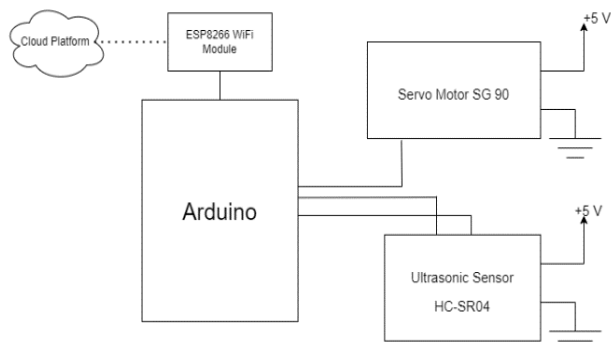 Cloud Platform
ESP8266 WiFi
Module
+5 V
Servo Motor SG 90
Arduino
+5 V
Ultrasonic Sensor
HC-SR04